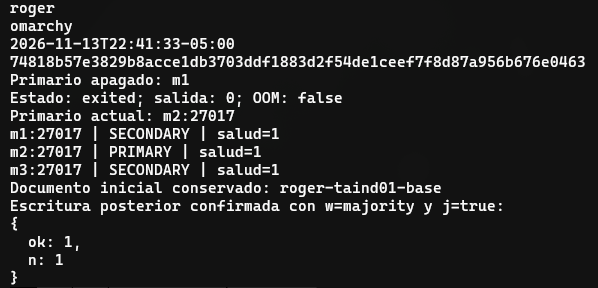 roger
omarchy
2026-11-13T22:41:33-05:00
74818b57e3829b8acce1db3703ddf1883d2f54de1ceef7f8d87a956b676e0463
Primario apagado: m1
Estado: exited; salida: 0; OOM: false
Primario actual: m2:27017
m1:27017 | SECONDARY | salud=1
m2:27017 | PRIMARY | salud=1
m3:27017 | SECONDARY | salud=1
Documento inicial conservado: roger-taind01-base
Escritura posterior confirmada con w=majority y j=true:
{
  ok: 1,
  n: 1
}